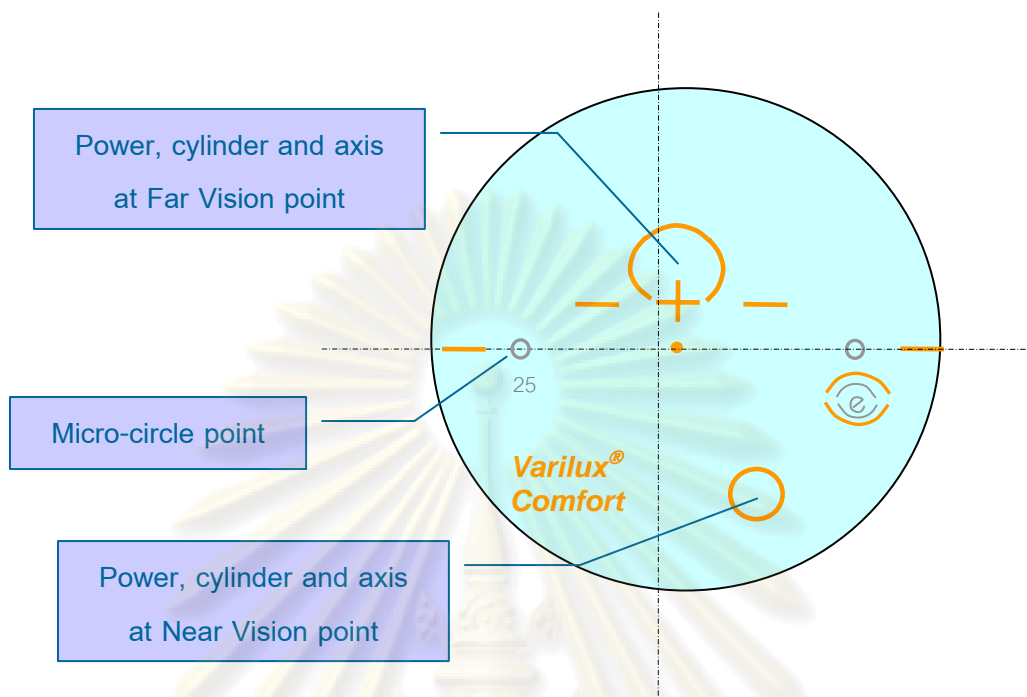 Power, cylinder and axis
at Far Vision point
25
e
Micro-circle point
Varilux®
Comfort
Power, cylinder and axis
at Near Vision point